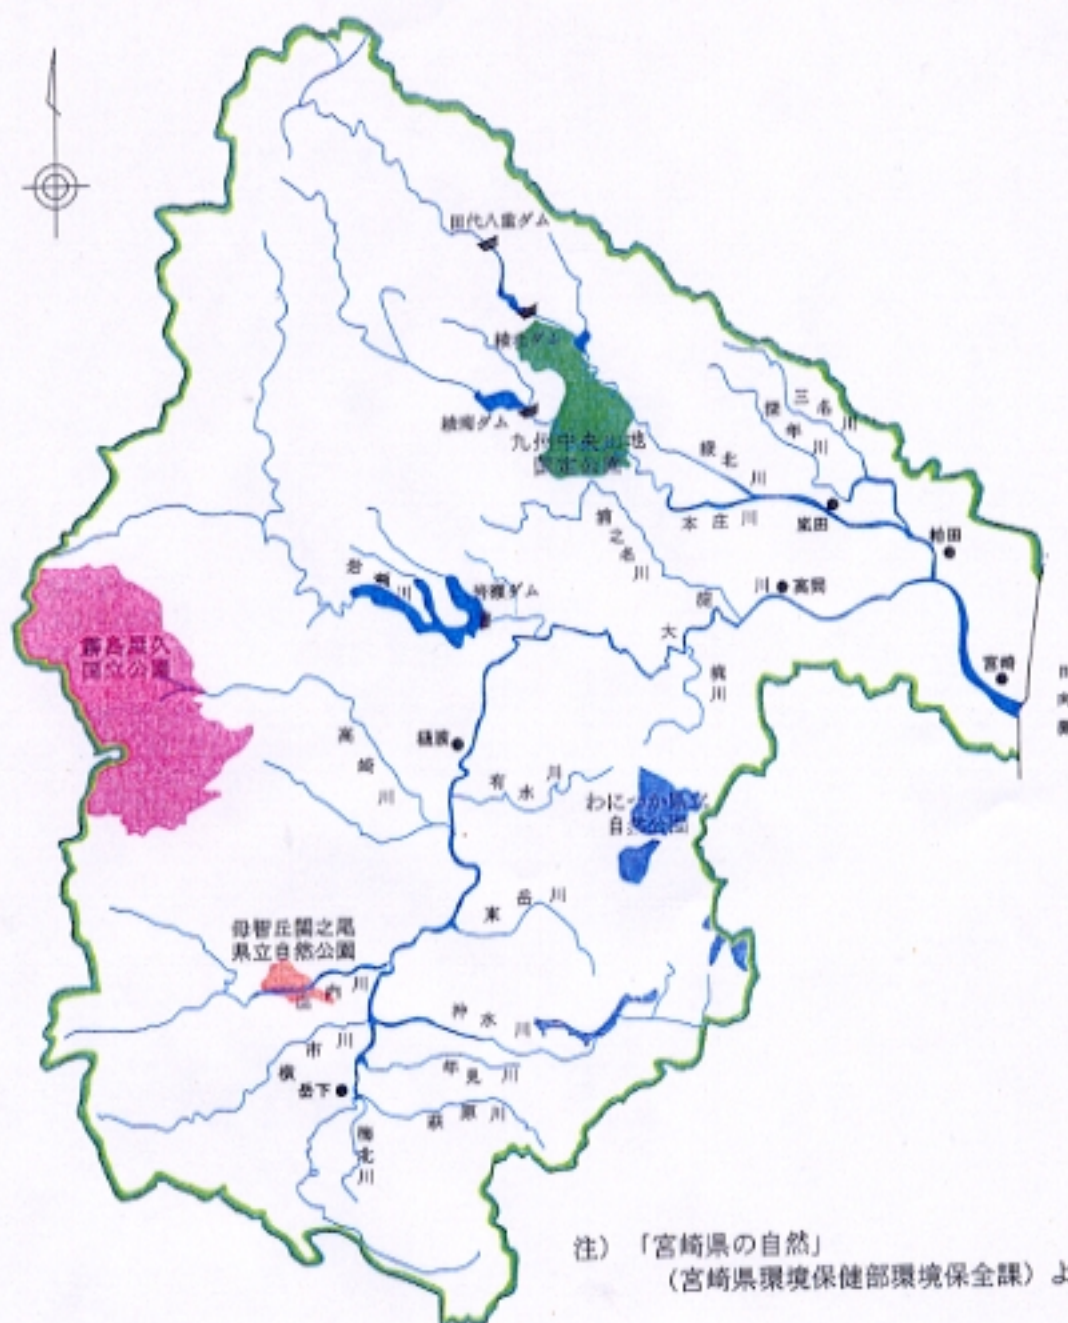 田代八重ダム
綾北ダム
綾南ダム
九州中央山地
国定公園
三名川
深年川
綾北川
本庄川
嵐田
柏田
浦之名川
川
高岡
大淀
宮崎
岩瀬川
岩瀬ダム
霧島屋久
国立公園
梶川
高崎川
樋渡
有水川
わにつか県立
自然公園
東岳川
母智丘関之尾
県立自然公園
庄内川
沖水川
横市川
年見川
岳下
萩原川
梅北川
注）「宮崎県の自然」
（宮崎県環境保健部環境保全課）よ